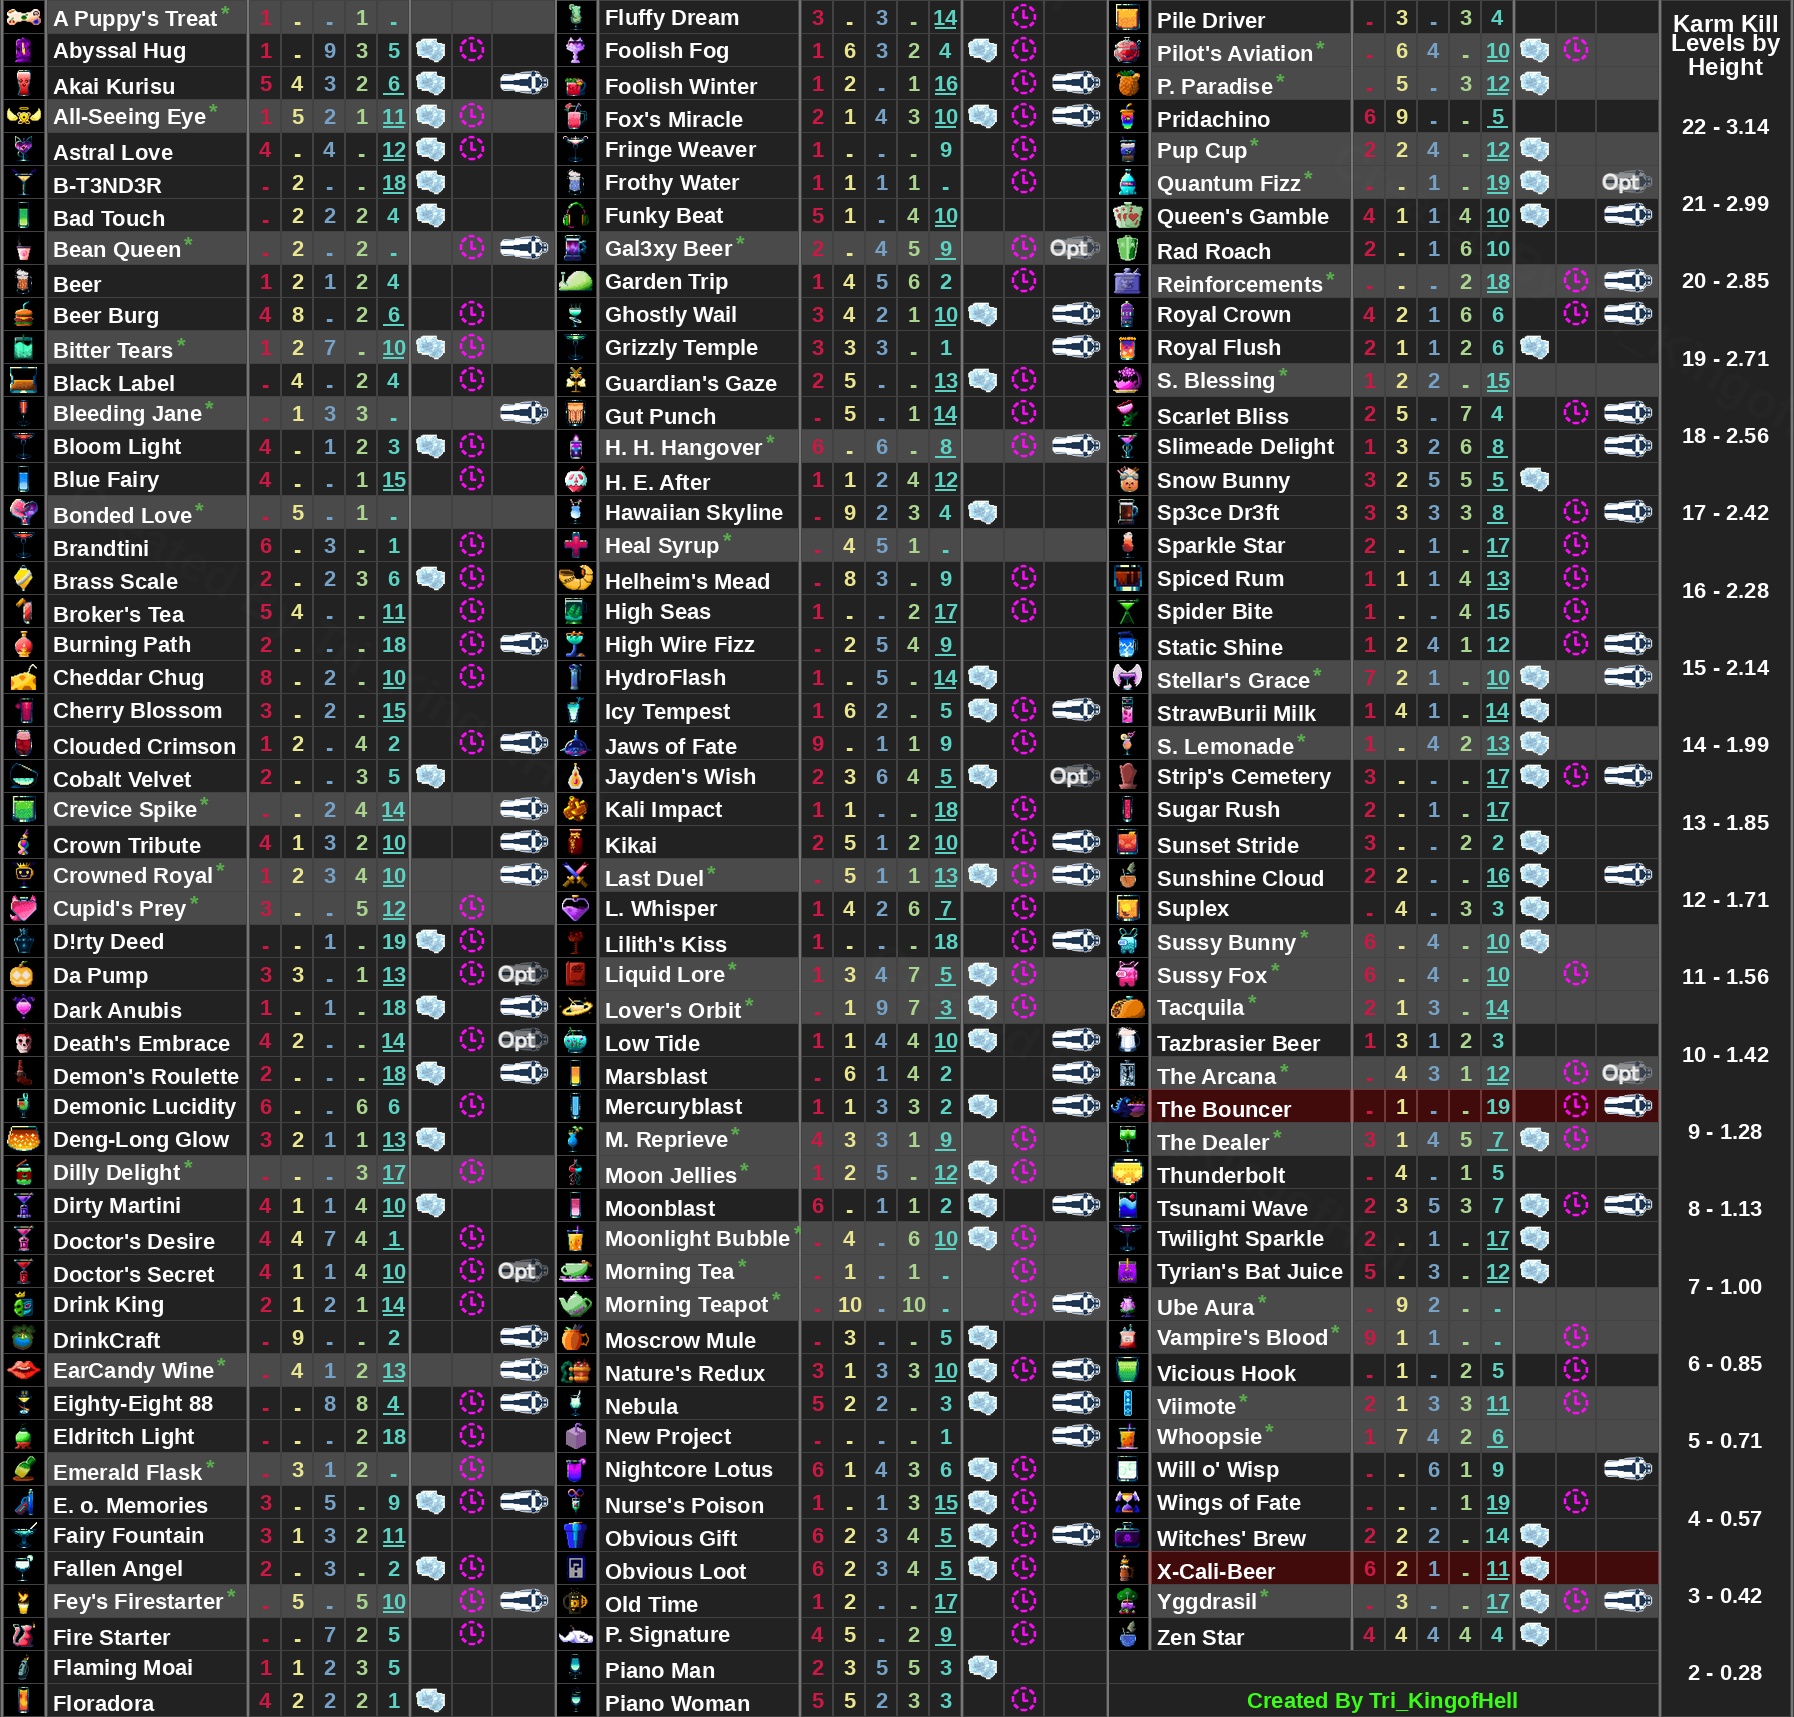 A Puppy's Treat* 1 - - 1 -
Abyssal Hug 1 - 9 3 5
Akai Kurisu 5 4 3 2 6
All-Seeing Eye* 1 5 2 1 11
Astral Love 4 - 4 - 12
B-T3ND3R - 2 - - 18
Bad Touch - 2 2 2 4
Bean Queen* - 2 - 2 -
Beer 1 2 1 2 4
Beer Burg 4 8 - 2 6
Bitter Tears* 1 2 7 - 10
Black Label - 4 - 2 4
Bleeding Jane* - 1 3 3 -
Bloom Light 4 - 1 2 3
Blue Fairy 4 - - 1 15
Bonded Love* - 5 - 1 -
Brandtini 6 - 3 - 1
Brass Scale 2 - 2 3 6
Broker's Tea 5 4 - - 11
Burning Path 2 - - - 18
Cheddar Chug 8 - 2 - 10
Cherry Blossom 3 - 2 - 15
Clouded Crimson 1 2 - 4 2
Cobalt Velvet 2 - - 3 5
Crevice Spike* - - 2 4 14
Crown Tribute 4 1 3 2 10
Crowned Royal* 1 2 3 4 10
Cupid's Prey* 3 - - 5 12
D!rty Deed - - 1 - 19
Da Pump 3 3 - 1 13 Opt
Dark Anubis 1 - 1 - 18
Death's Embrace 4 2 - - 14 Opt
Demon's Roulette 2 - - - 18
Demonic Lucidity 6 - - 6 6
Deng-Long Glow 3 2 1 1 13
Dilly Delight* - - - 3 17
Dirty Martini 4 1 1 4 10
Doctor's Desire 4 4 7 4 1
Doctor's Secret 4 1 1 4 10 Opt
Drink King 2 1 2 1 14
DrinkCraft - 9 - - 2
EarCandy Wine* - 4 1 2 13
Eighty-Eight 88 - - 8 8 4
Eldritch Light - - - 2 18
Emerald Flask* - 3 1 2 -
E. o. Memories 3 - 5 - 9
Fairy Fountain 3 1 3 2 11
Fallen Angel 2 - 3 - 2
Fey's Firestarter* - 5 - 5 10
Fire Starter - - 7 2 5
Flaming Moai 1 1 2 3 5
Floradora 4 2 2 2 1
Fluffy Dream 3 - 3 - 14
Foolish Fog 1 6 3 2 4
Foolish Winter 1 2 - 1 16
Fox's Miracle 2 1 4 3 10
Fringe Weaver 1 - - - 9
Frothy Water 1 1 1 1 -
Funky Beat 5 1 - 4 10
Gal3xy Beer* 2 - 4 5 9 Opt
Garden Trip 1 4 5 6 2
Ghostly Wail 3 4 2 1 10
Grizzly Temple 3 3 3 - 1
Guardian's Gaze 2 5 - - 13
Gut Punch - 5 - 1 14
H. H. Hangover* 6 - 6 - 8
H. E. After 1 1 2 4 12
Hawaiian Skyline - 9 2 3 4
Heal Syrup* - 4 5 1 -
Helheim's Mead - 8 3 - 9
High Seas 1 - - 2 17
High Wire Fizz - 2 5 4 9
HydroFlash 1 - 5 - 14
Icy Tempest 1 6 2 - 5
Jaws of Fate 9 - 1 1 9
Jayden's Wish 2 3 6 4 5 Opt
Kali Impact 1 1 - - 18
Kikai 2 5 1 2 10
Last Duel* - 5 1 1 13
L. Whisper 1 4 2 6 7
Lilith's Kiss 1 - - - 18
Liquid Lore* 1 3 4 7 5
Lover's Orbit* - 1 9 7 3
Low Tide 1 1 4 4 10
Marsblast - 6 1 4 2
Mercuryblast 1 1 3 3 2
M. Reprieve* 4 3 3 1 9
Moon Jellies* 1 2 5 - 12
Moonblast 6 - 1 1 2
Moonlight Bubble* - 4 - 6 10
Morning Tea* - 1 - 1 -
Morning Teapot* - 10 - 10 -
Moscrow Mule - 3 - - 5
Nature's Redux 3 1 3 3 10
Nebula 5 2 2 - 3
New Project - - - - 1
Nightcore Lotus 6 1 4 3 6
Nurse's Poison 1 - 1 3 15
Obvious Gift 6 2 3 4 5
Obvious Loot 6 2 3 4 5
Old Time 1 2 - - 17
P. Signature 4 5 - 2 9
Piano Man 2 3 5 5 3
Piano Woman 5 5 2 3 3
Pile Driver - 3 - 3 4
Pilot's Aviation* - 6 4 - 10
P. Paradise* - 5 - 3 12
Pridachino 6 9 - - 5
Pup Cup* 2 2 4 - 12
Quantum Fizz* - - 1 - 19 Opt
Queen's Gamble 4 1 1 4 10
Rad Roach 2 - 1 6 10
Reinforcements* - - - 2 18
Royal Crown 4 2 1 6 6
Royal Flush 2 1 1 2 6
S. Blessing* 1 2 2 - 15
Scarlet Bliss 2 5 - 7 4
Slimeade Delight 1 3 2 6 8
Snow Bunny 3 2 5 5 5
Sp3ce Dr3ft 3 3 3 3 8
Sparkle Star 2 - 1 - 17
Spiced Rum 1 1 1 4 13
Spider Bite 1 - - 4 15
Static Shine 1 2 4 1 12
Stellar's Grace* 7 2 1 - 10
StrawBurii Milk 1 4 1 - 14
S. Lemonade* 1 - 4 2 13
Strip's Cemetery 3 - - - 17
Sugar Rush 2 - 1 - 17
Sunset Stride 3 - - 2 2
Sunshine Cloud 2 2 - - 16
Suplex - 4 - 3 3
Sussy Bunny* 6 - 4 - 10
Sussy Fox* 6 - 4 - 10
Tacquila* 2 1 3 - 14
Tazbrasier Beer 1 3 1 2 3
The Arcana* - 4 3 1 12 Opt
The Bouncer - 1 - - 19
The Dealer* 3 1 4 5 7
Thunderbolt - 4 - 1 5
Tsunami Wave 2 3 5 3 7
Twilight Sparkle 2 - 1 - 17
Tyrian's Bat Juice 5 - 3 - 12
Ube Aura* - 9 2 - -
Vampire's Blood* 9 1 1 - -
Vicious Hook - 1 - 2 5
Viimote* 2 1 3 3 11
Whoopsie* 1 7 4 2 6
Will o' Wisp - - 6 1 9
Wings of Fate - - - 1 19
Witches' Brew 2 2 2 - 14
X-Cali-Beer 6 2 1 - 11
Yggdrasil* - 3 - - 17
Zen Star 4 4 4 4 4
Created By Tri_KingofHell
Karm Kill
Levels by
Height
22 - 3.14
21 - 2.99
20 - 2.85
19 - 2.71
18 - 2.56
17 - 2.42
16 - 2.28
15 - 2.14
14 - 1.99
13 - 1.85
12 - 1.71
11 - 1.56
10 - 1.42
9 - 1.28
8 - 1.13
7 - 1.00
6 - 0.85
5 - 0.71
4 - 0.57
3 - 0.42
2 - 0.28